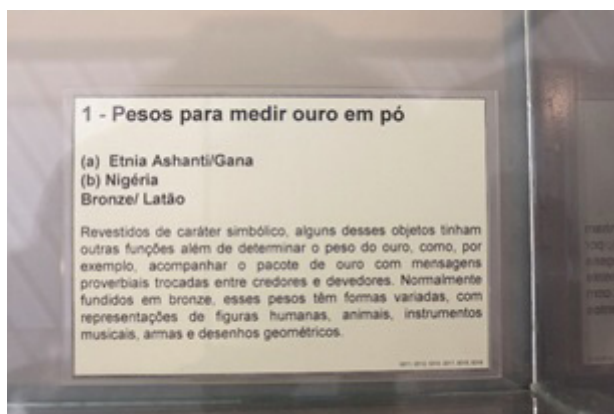 1 - Pesos para medir ouro em pó
(a) Etnia Ashanti/Gana
(b) Nigéria
Bronze/ Latão
Revestidos de caráter simbólico, alguns desses objetos tinham
outras funções além de determinar o peso do ouro, como, por
exemplo, acompanhar o pacote de ouro com mensagens
proverbiais trocadas entre credores e devedores. Normalmente
fundidos em bronze, esses pesos têm formas variadas, com
representações de figuras humanas, animais, instrumentos
musicais, armas e desenhos geométricos.